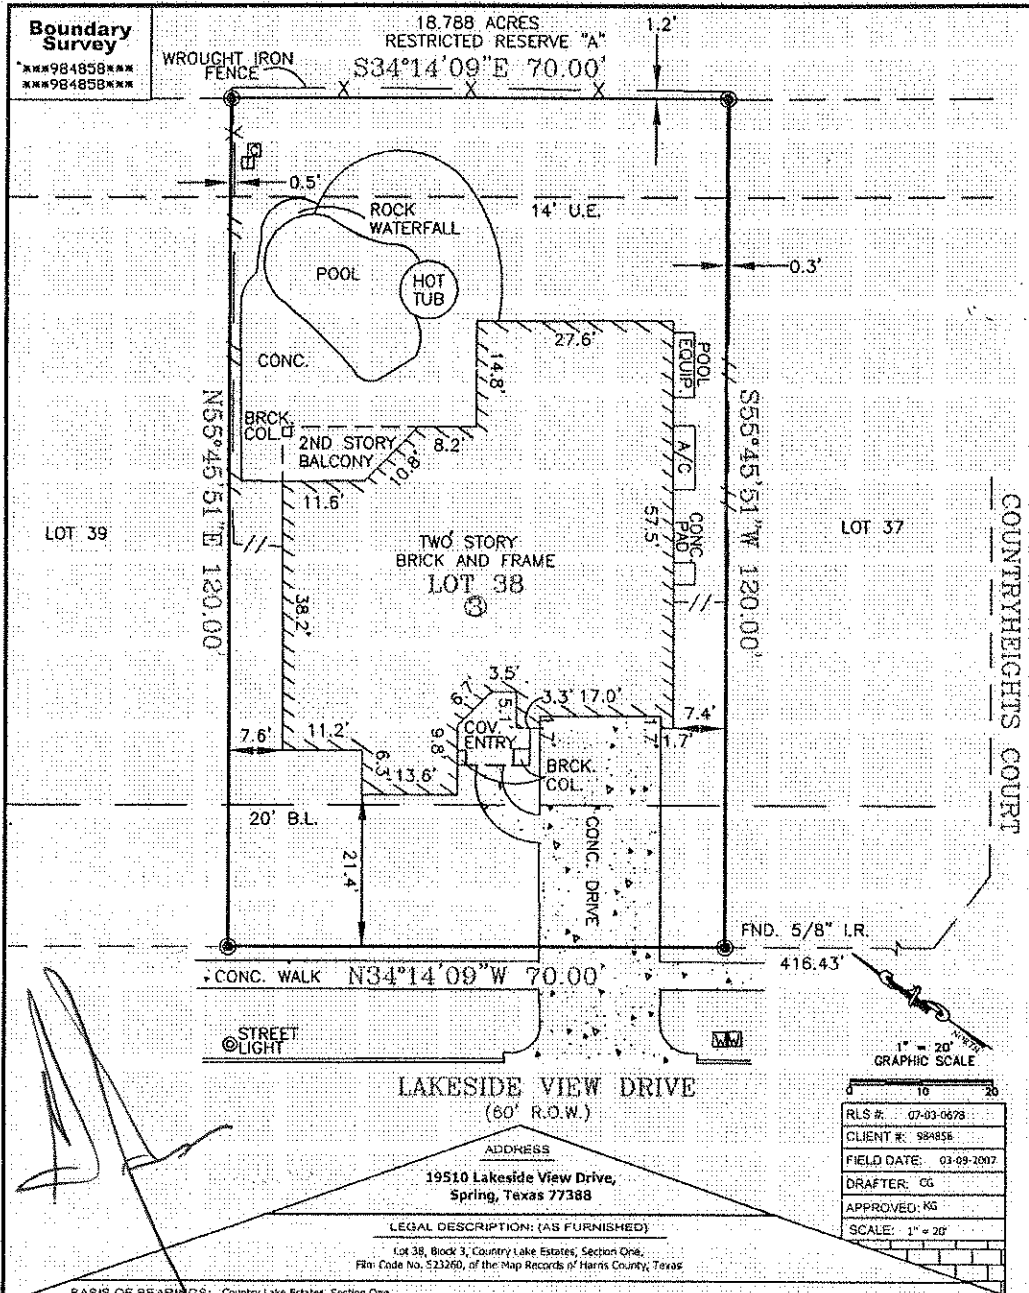 Boundary
Survey
***984858***
***984858***
18.788 ACRES
RESTRICTED RESERVE "A"
1.2'
WROUGHT IRON
FENCE
S34°14'09"E 70.00'
X X X
C
T
0.5'
ROCK
WATERFALL
14' U.E.
0.3'
POOL
HOT
TUB
27.6'
POOL
EQUIP.
14.8'
CONC.
N55°45'51"E 120.00'
S55°45'51"W 120.00'
BRCK.
COL.
2ND STORY
BALCONY
8.2'
10.8'
A/C
11.6'
57.5'
CONC
PAD
LOT 39
LOT 37
TWO STORY
BRICK AND FRAME
LOT 38
3
38.2'
COUNTRYHEIGHTS COURT
3.5'
6.7'
5.1'
3.3'
17.0'
1.7'
1.7'
1.7'
7.4'
7.6'
11.2'
9.8'
COV.
ENTRY
6.3'
13.6'
BRCK.
COL.
20' B.L.
21.4'
CONC. DRIVE
FND. 5/8" I.R.
416.43'
CONC. WALK
N34°14'09"W 70.00'
STREET
LIGHT
WW
NORTH
1" = 20'
GRAPHIC SCALE
0 10 20
LAKESIDE VIEW DRIVE
(60' R.O.W.)
RLS #: 07-03-0678
CLIENT #: 984858
FIELD DATE: 03-09-2007
DRAFTER: CG
APPROVED: KG
SCALE: 1" = 20'
ADDRESS
19510 Lakeside View Drive,
Spring, Texas 77388
LEGAL DESCRIPTION: (AS FURNISHED)
Lot 38, Block 3, Country Lake Estates, Section One,
Film Code No. 523260, of the Map Records of Harris County, Texas
BASIS OF BEARINGS: Country Lake Estates, Section One